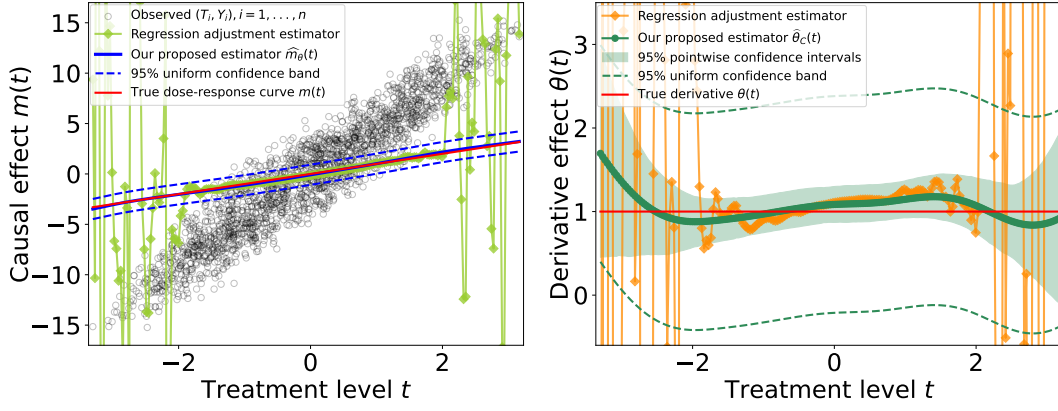 Observed (T_i, Y_i), i = 1, . . . , n
Regression adjustment estimator
Our proposed estimator m̂_θ(t)
95% uniform confidence band
True dose-response curve m(t)
Causal effect m(t)
15
10
5
0
−5
−10
−15
−2
0
2
Treatment level t
Regression adjustment estimator
Our proposed estimator θ̂_C(t)
95% pointwise confidence intervals
95% uniform confidence band
True derivative θ(t)
Derivative effect θ(t)
3
2
1
0
−2
0
2
Treatment level t